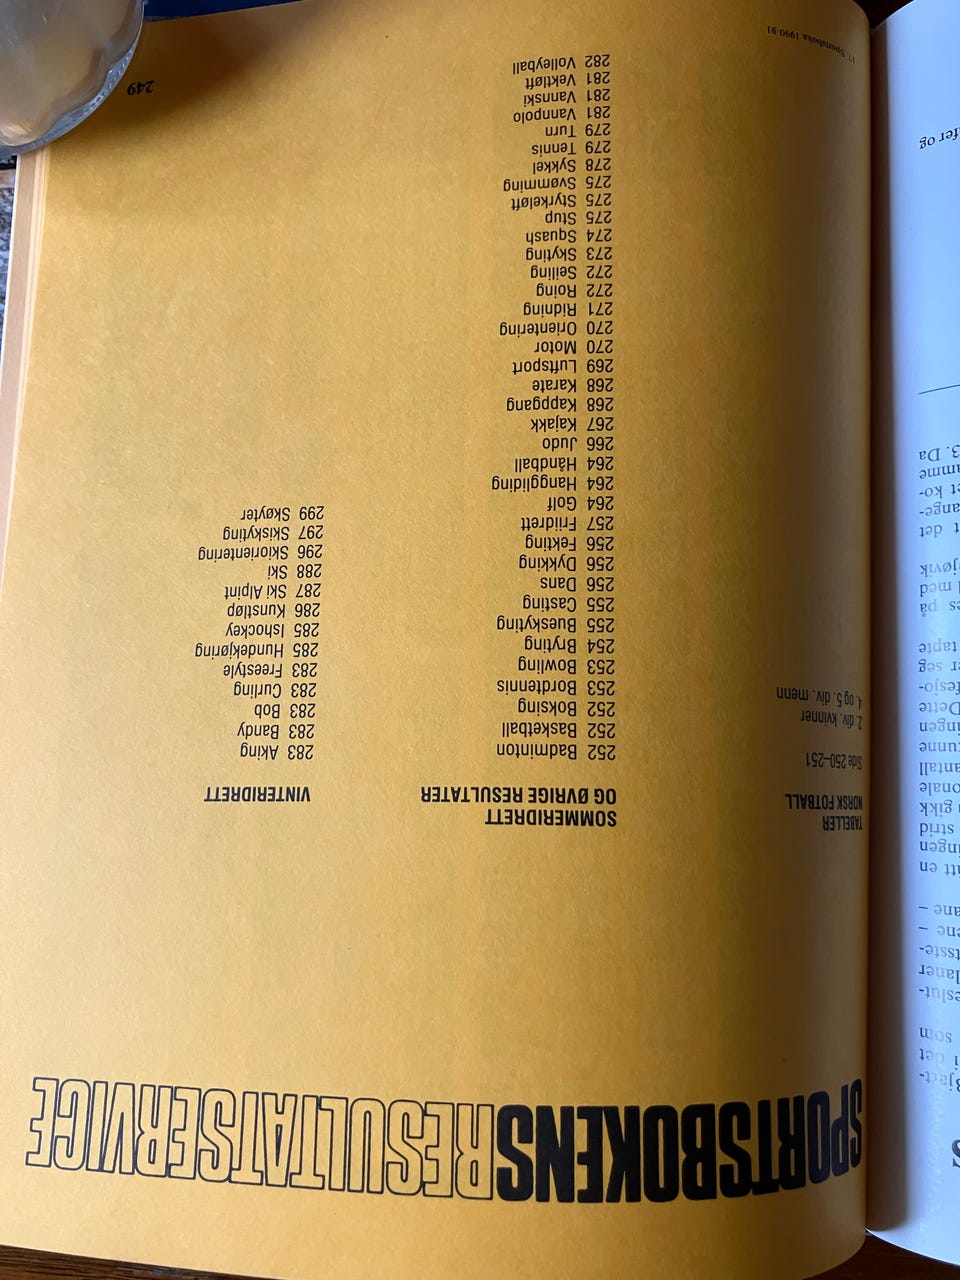 SPORTSBOKENSRESULTATSERVICE
TABELLER
NORSK FOTBALL
Side 250–251
2. div. kvinner
4. og 5. div. menn
SOMMERIDRETT
OG ØVRIGE RESULTATER
252 Badminton
252 Basketball
252 Boksing
253 Bordtennis
253 Bowling
254 Bryting
255 Bueskyting
255 Casting
256 Dans
256 Dykking
256 Fekting
257 Friidrett
264 Golf
264 Hanggliding
264 Håndball
266 Judo
267 Kajakk
268 Kappgang
268 Karate
269 Luftsport
270 Motor
270 Orientering
271 Ridning
272 Roing
272 Seiling
273 Skyting
274 Squash
275 Stup
275 Styrkeløft
275 Svømming
278 Sykkel
279 Tennis
279 Turn
281 Vannpolo
281 Vannski
281 Vektløft
282 Volleyball
VINTERIDRETT
283 Aking
283 Bandy
283 Bob
283 Curling
283 Freestyle
285 Hundekjøring
285 Ishockey
286 Kunstløp
287 Ski Alpint
288 Ski
296 Skiorientering
297 Skiskyting
299 Skøyter
17. Sportsboka 1990-91
249